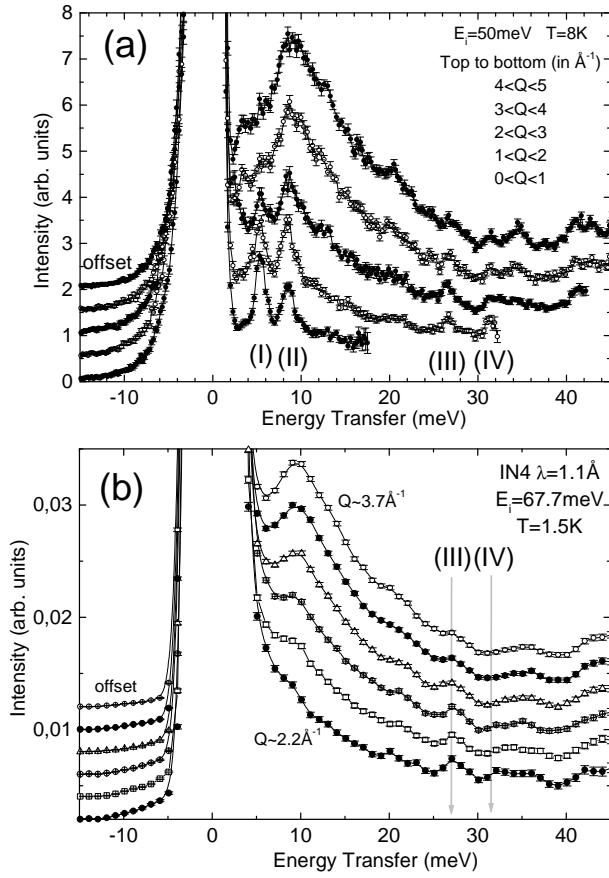 (a)
E_i=50meV T=8K
Top to bottom (in Å⁻¹)
4<Q<5
3<Q<4
2<Q<3
1<Q<2
0<Q<1
8
7
6
5
4
3
2
1
0
Intensity (arb. units)
offset
(I)
(II)
(III)
(IV)
-10 0 10 20 30 40
Energy Transfer (meV)
(b)
IN4 λ=1.1Å
E_i=67.7meV
T=1.5K
Q~3.7Å⁻¹
(III) (IV)
0,03
0,02
0,01
Intensity (arb. units)
offset
Q~2.2Å⁻¹
-10 0 10 20 30 40
Energy Transfer (meV)